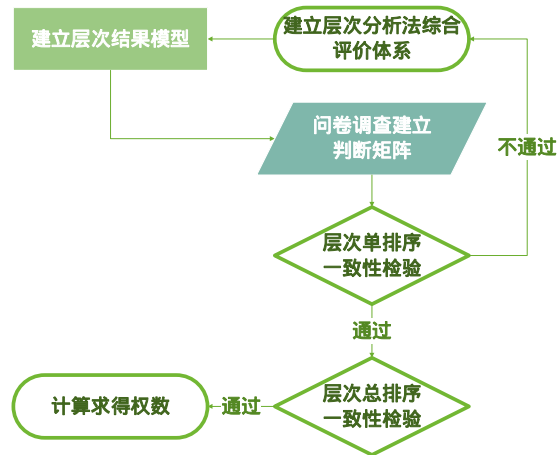 建立层次结果模型
建立层次分析法综合
评价体系
问卷调查建立
判断矩阵
不通过
层次单排序
一致性检验
通过
层次总排序
一致性检验
通过
计算求得权数